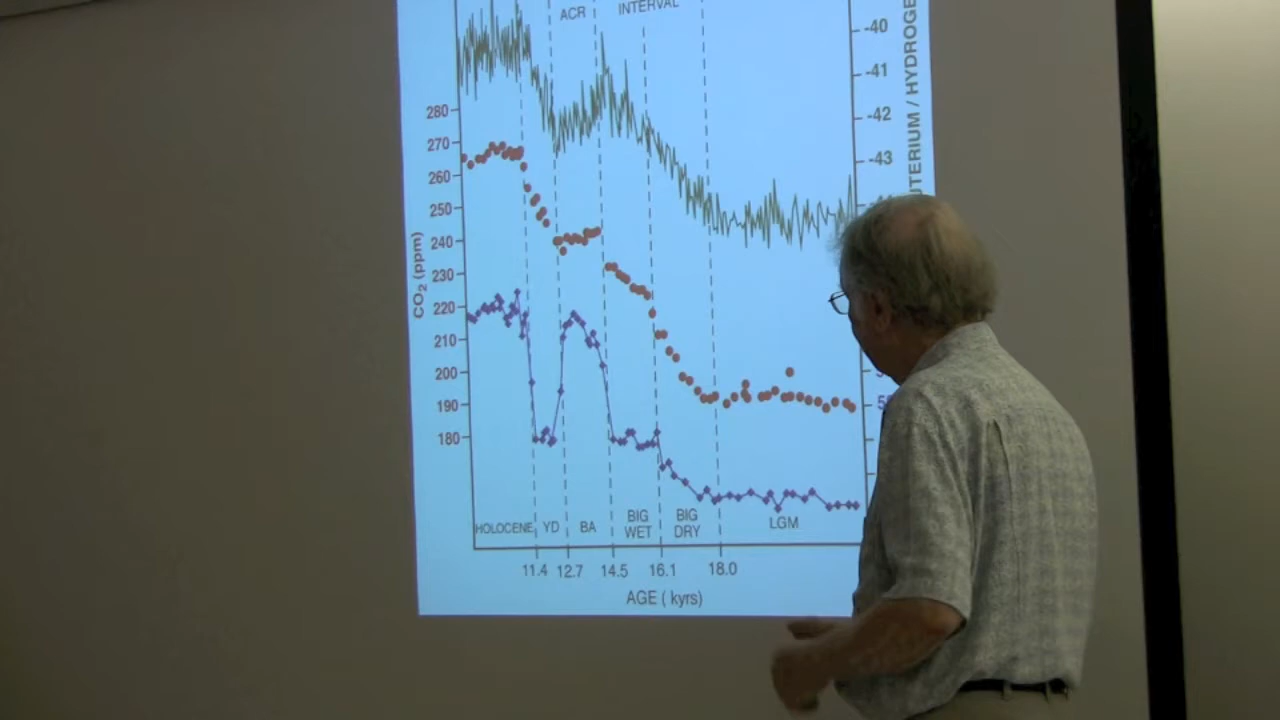 ACR
INTERVAL
-40
-41
-42
-43
280
270
260
250
240
230
220
210
200
190
180
CO₂ (ppm)
HOLOCENE
YD
BA
BIG
WET
BIG
DRY
LGM
11.4
12.7
14.5
16.1
18.0
AGE ( kyrs)